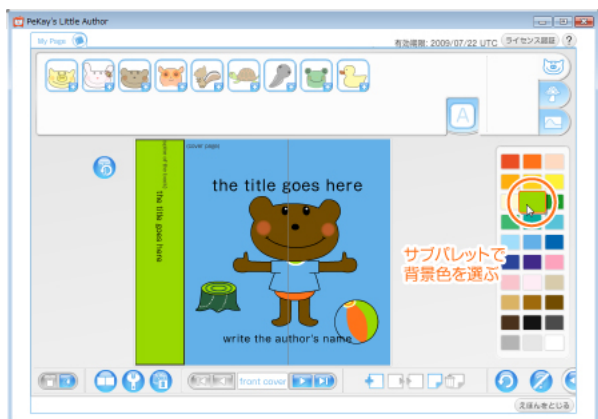 PeKay's Little Author
My Page
有効期限: 2009/07/22 UTC
ライセンス認証
?
A
(cover page)
the title goes here
the title goes here
サブパレットで
背景色を選ぶ
write the author's name
front cover
えほんをとじる